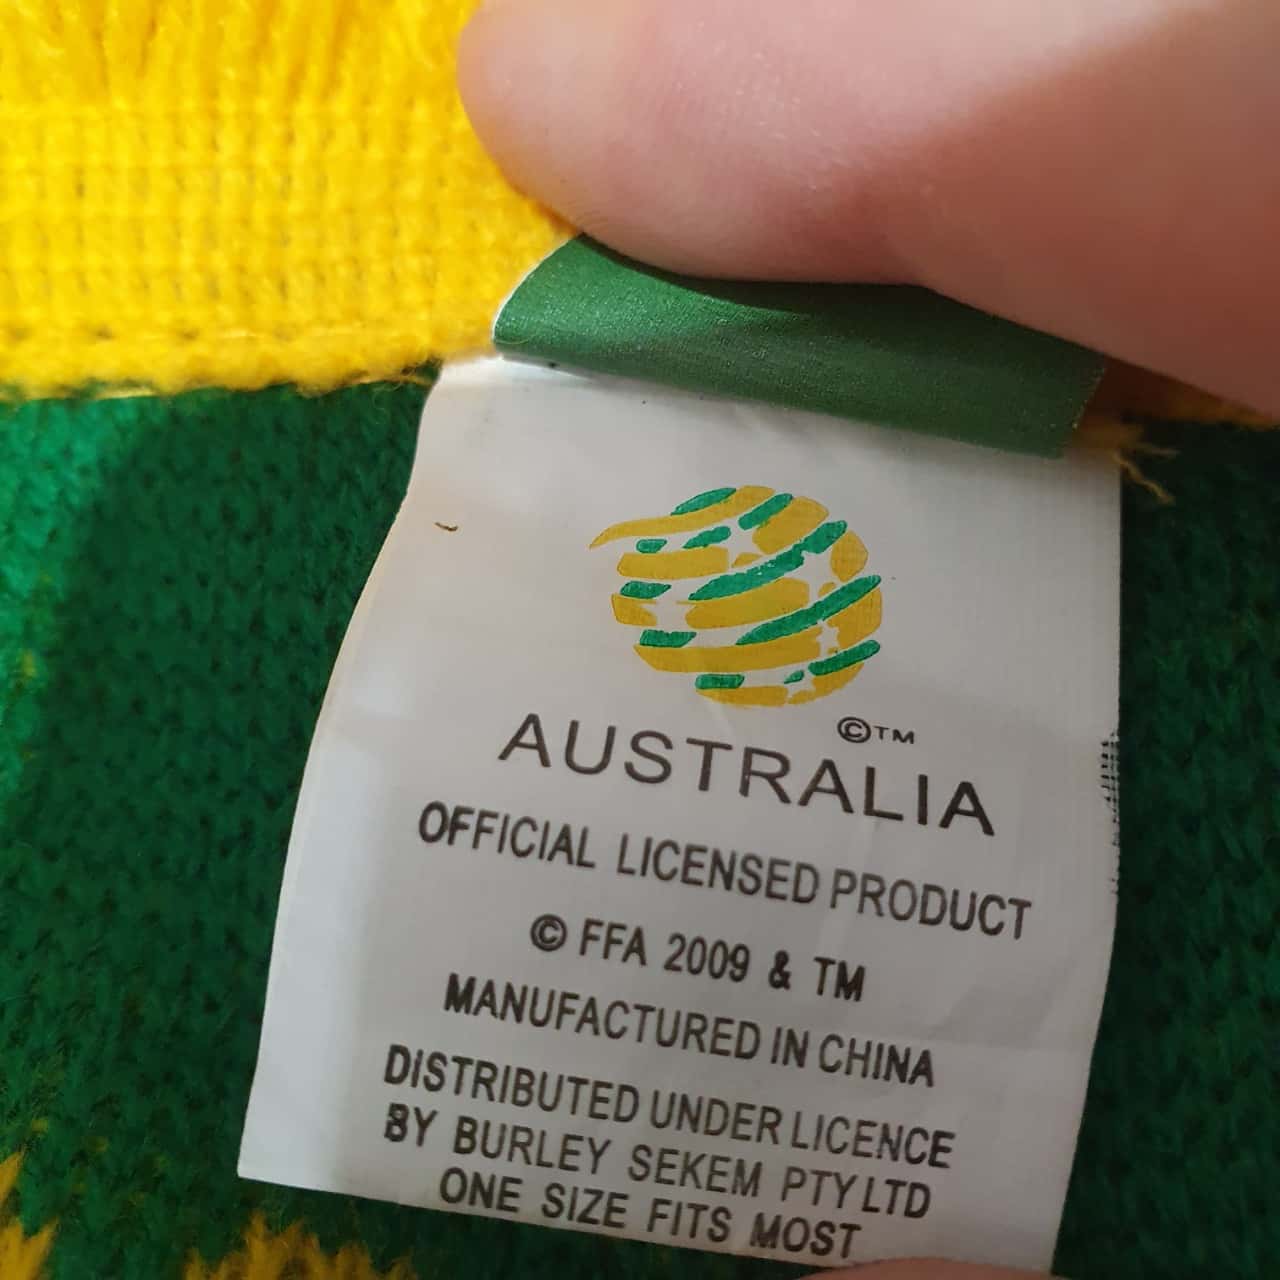 ©™
AUSTRALIA
OFFICIAL LICENSED PRODUCT
© FFA 2009 & TM
MANUFACTURED IN CHINA
DISTRIBUTED UNDER LICENCE
BY BURLEY SEKEM PTY LTD
ONE SIZE FITS MOST